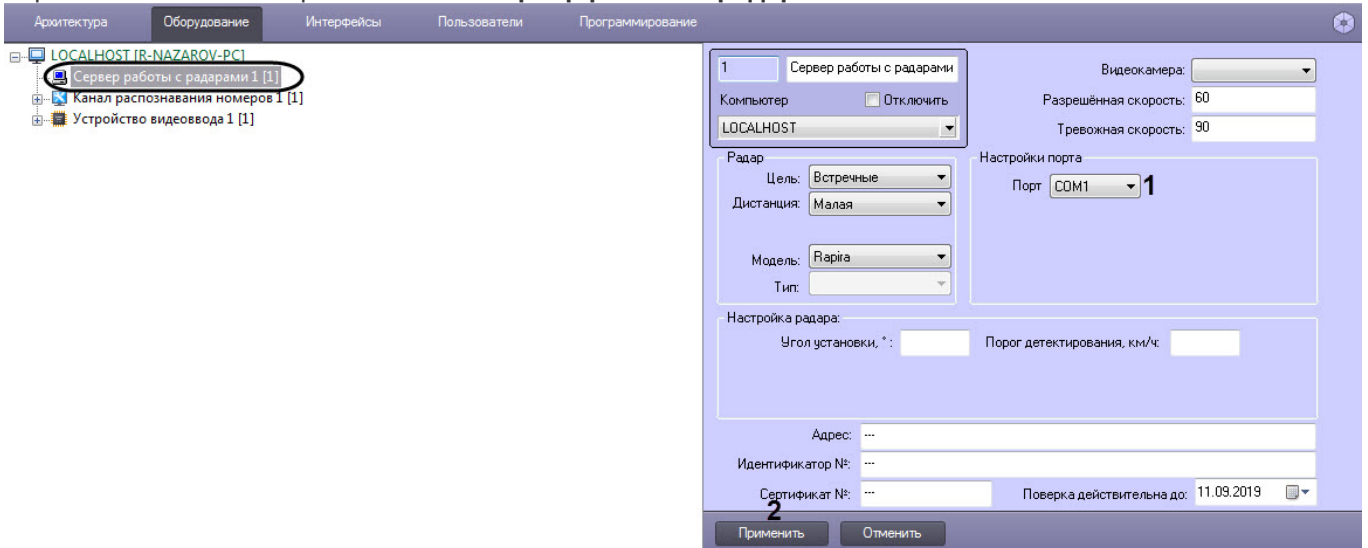 Архитектура Оборудование Интерфейсы Пользователи Программирование
LOCALHOST [R-NAZAROV-PC]
Сервер работы с радарами 1 [1]
Канал распознавания номеров 1 [1]
Устройство видеоввода 1 [1]
1 Сервер работы с радарами
Компьютер Отключить
LOCALHOST
Видеокамера:
Разрешённая скорость: 60
Тревожная скорость: 90
Радар
Цель: Встречные
Дистанция: Малая
Модель: Rapira
Тип:
Настройки порта
Порт COM1 1
Настройка радара:
Угол установки, ° : Порог детектирования, км/ч:
Адрес: ---
Идентификатор №: ---
Сертификат №: --- Поверка действительна до: 11.09.2019
2
Применить Отменить